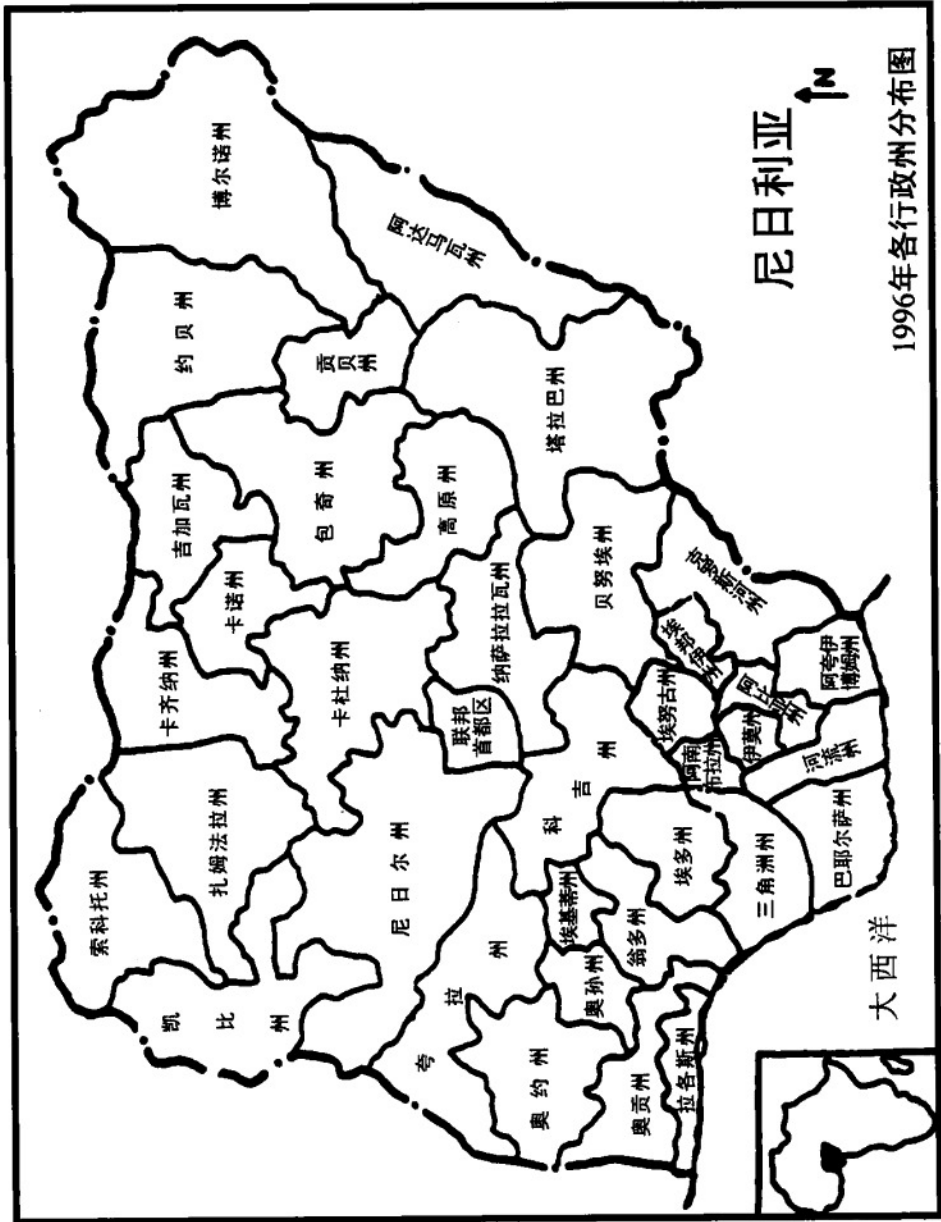 索科托州
凯比州
扎姆法拉州
卡齐纳州
卡诺州
吉加瓦州
约贝州
博尔诺州
尼日尔州
卡杜纳州
包奇州
贡贝
州
阿达马瓦州
高原州
联邦
首都区
纳萨拉拉瓦州
塔拉巴州
夸拉州
科吉州
贝努埃州
奥约州
奥孙州
埃基蒂州
翁多州
埃多州
埃努古州
埃邦伊州
克罗斯河州
奥贡州
拉各斯州
阿南
布拉州
伊莫州
阿比亚州
三角洲州
河流
州
阿夸伊
博姆州
巴耶尔萨州
大西洋
尼日利亚
N
1996年各行政州分布图